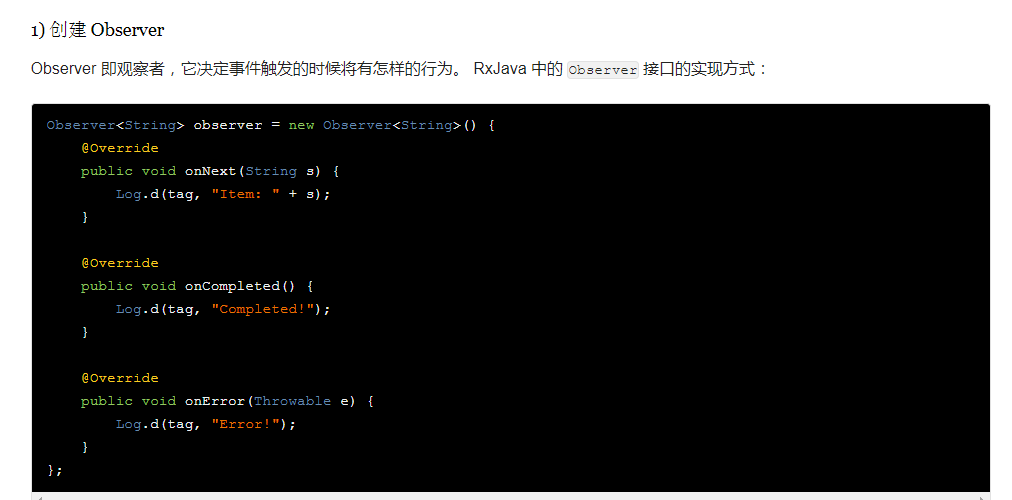 1) 创建 Observer
Observer 即观察者，它决定事件触发的时候将有怎样的行为。 RxJava 中的 Observer 接口的实现方式：
Observer<String> observer = new Observer<String>() {
    @Override
    public void onNext(String s) {
        Log.d(tag, "Item: " + s);
    }

    @Override
    public void onCompleted() {
        Log.d(tag, "Completed!");
    }

    @Override
    public void onError(Throwable e) {
        Log.d(tag, "Error!");
    }
};